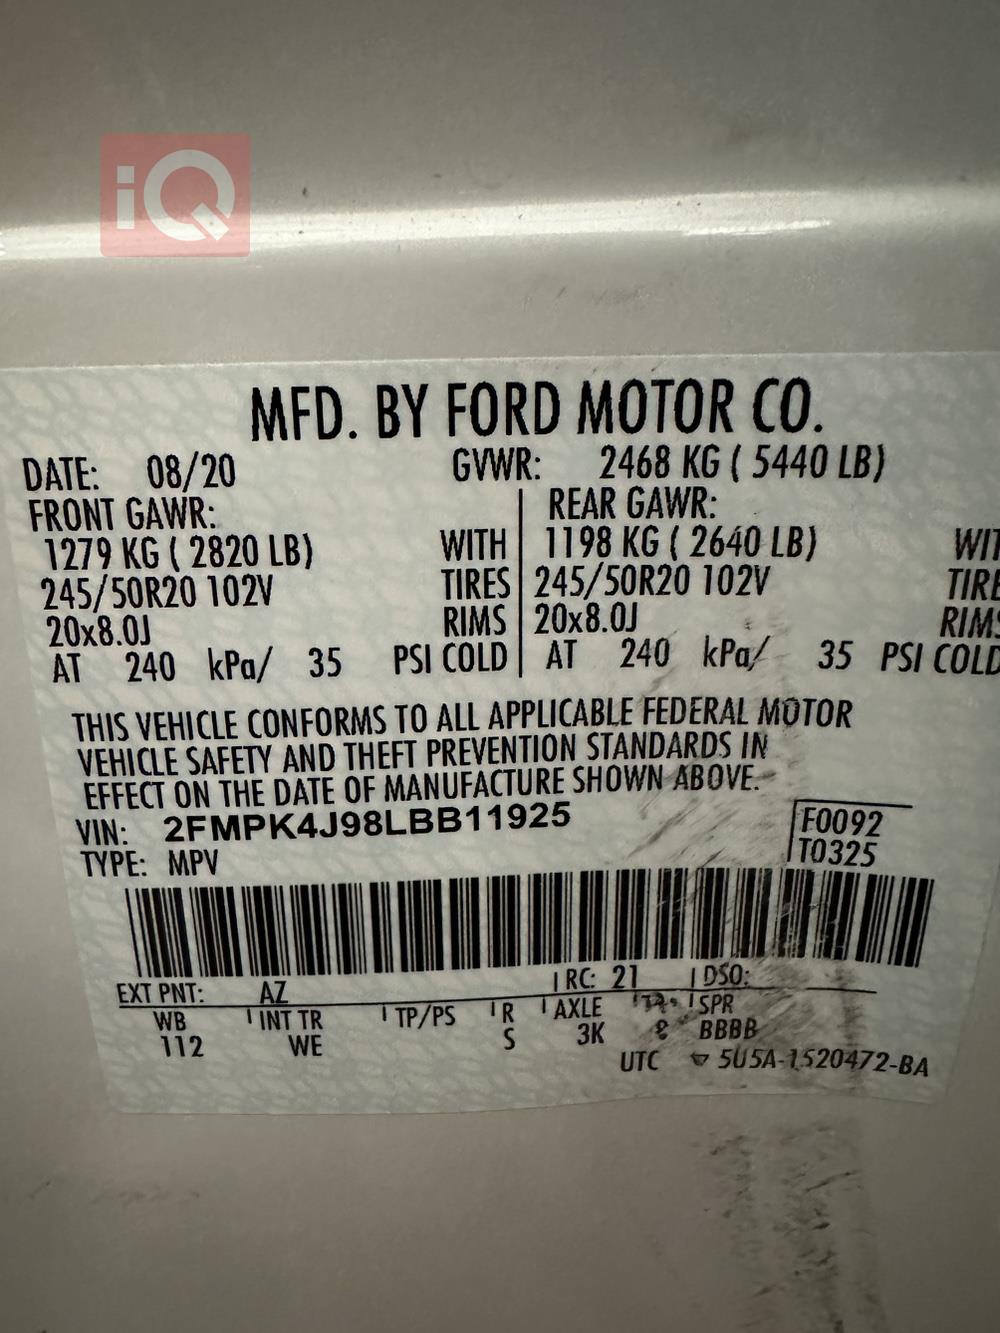 iQ
MFD. BY FORD MOTOR CO.
DATE: 08/20 GVWR: 2468 KG ( 5440 LB)
FRONT GAWR: REAR GAWR:
1279 KG ( 2820 LB) WITH 1198 KG ( 2640 LB) WIT
245/50R20 102V TIRES 245/50R20 102V TIRE
20x8.0J RIMS 20x8.0J RIMS
AT 240 kPa/ 35 PSI COLD AT 240 kPa/ 35 PSI COLD
THIS VEHICLE CONFORMS TO ALL APPLICABLE FEDERAL MOTOR
VEHICLE SAFETY AND THEFT PREVENTION STANDARDS IN
EFFECT ON THE DATE OF MANUFACTURE SHOWN ABOVE.
VIN: 2FMPK4J98LBB11925 F0092
TYPE: MPV T0325
EXT PNT: AZ RC: 21 DSO:
WB INT TR TP/PS R AXLE SPR
112 WE S 3K BBBB
UTC 5U5A-1520472-BA